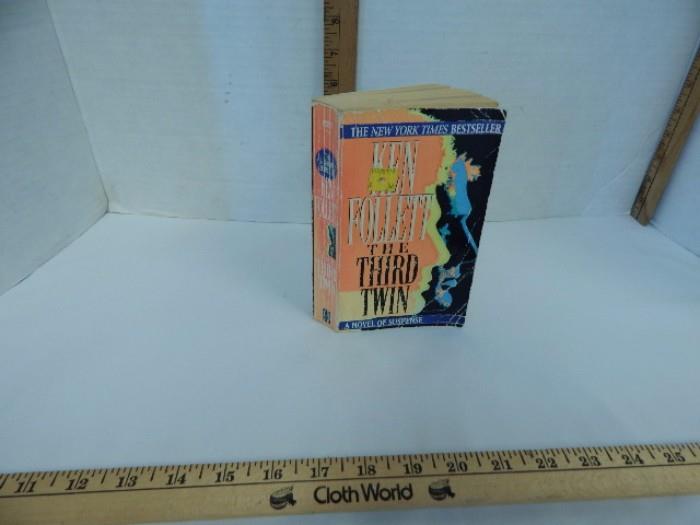 THE NEW YORK TIMES BESTSELLER
KEN
FOLLETT
THE
THIRD
TWIN
A NOVEL OF SUSPENSE
11 12 13 14 15 16 17 18 19 20 21 22 23 24 25
Cloth World